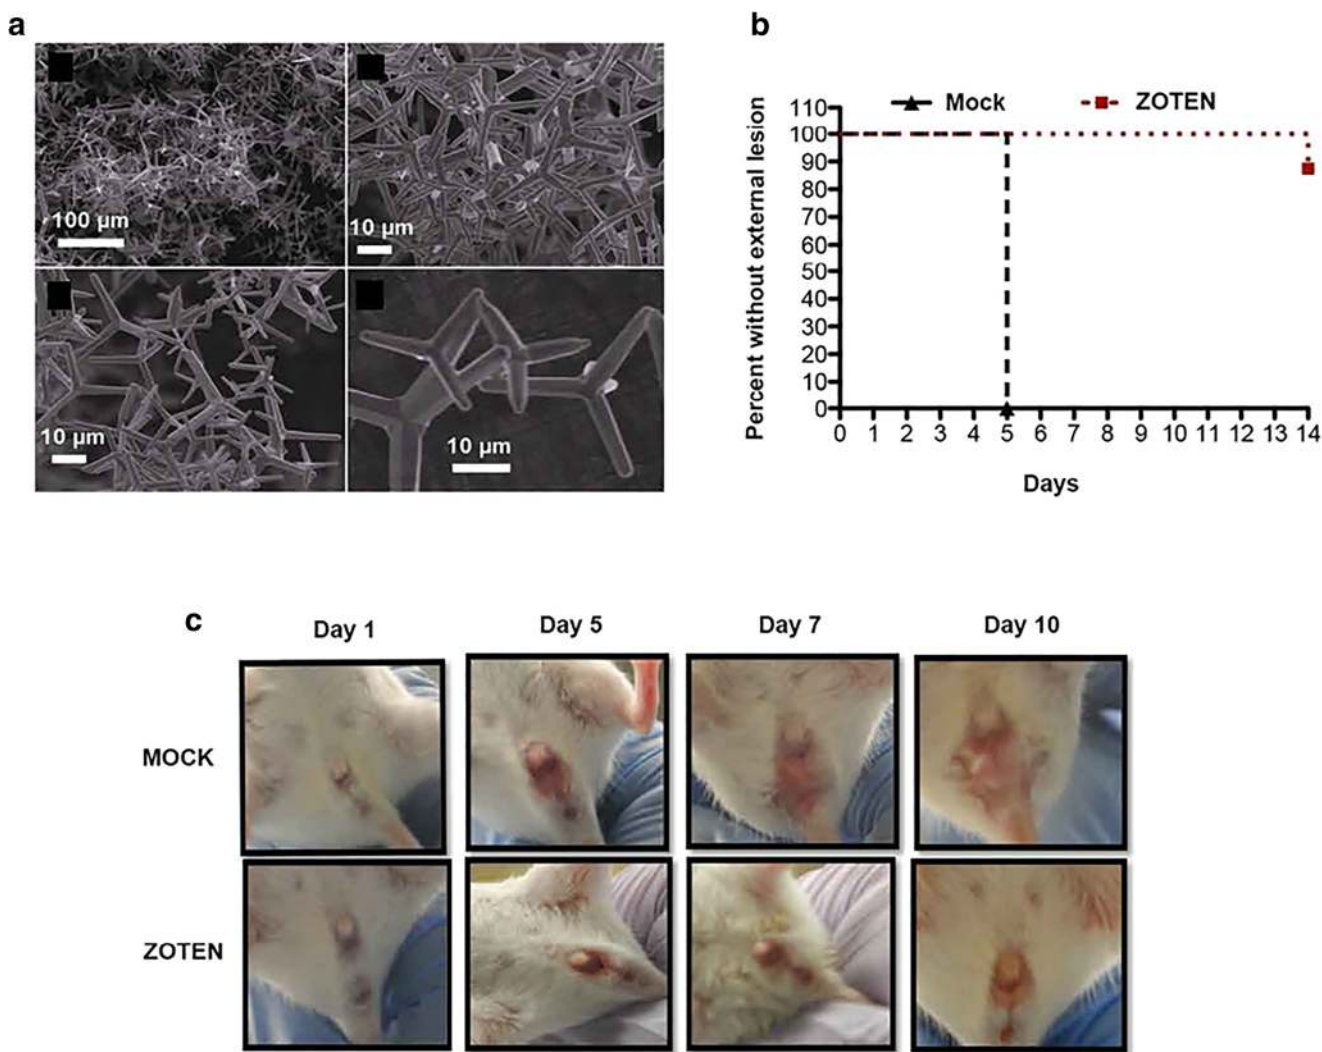 a
100 µm
10 µm
10 µm
10 µm
b
Mock
ZOTEN
Percent without external lesion
110
100
90
80
70
60
50
40
30
20
10
0
0 1 2 3 4 5 6 7 8 9 10 11 12 13 14
Days
c
Day 1 Day 5 Day 7 Day 10
MOCK
ZOTEN